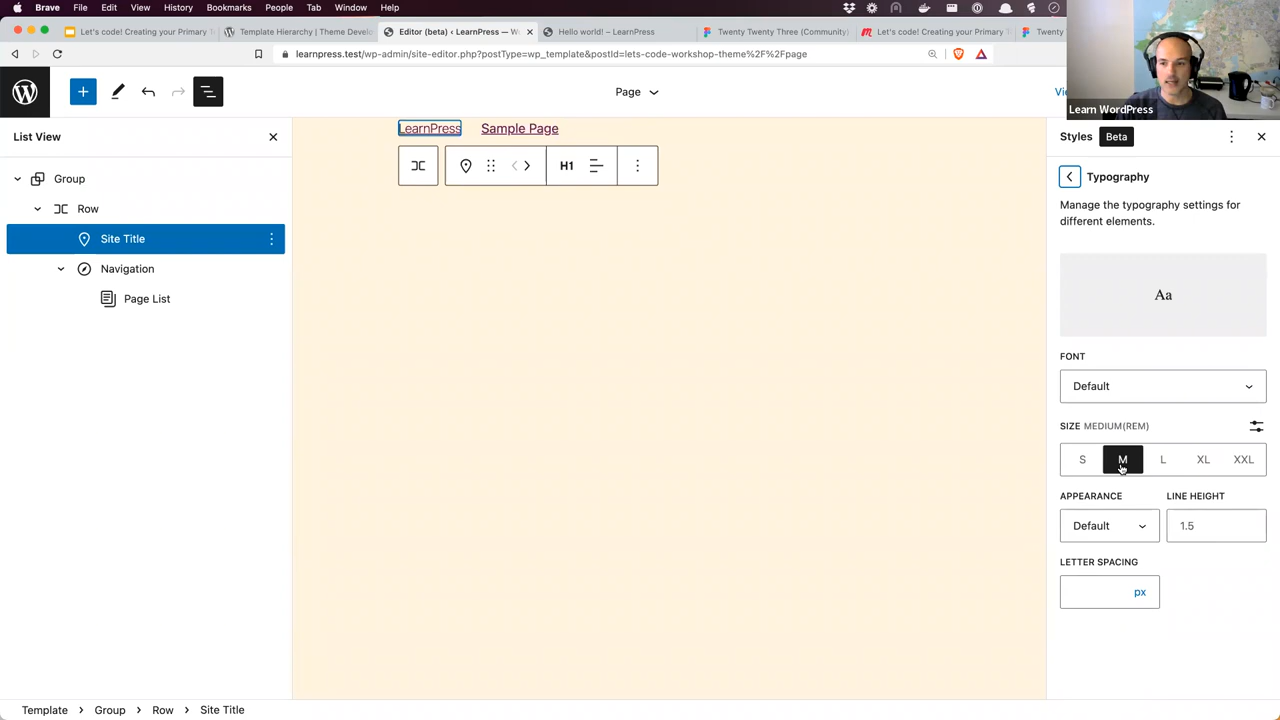 Brave File Edit View History Bookmarks People Tab Window Help
Let's code! Creating your Primary T
Template Hierarchy | Theme Develo
Editor (beta) ‹ LearnPress — Wo
Hello world! – LearnPress
Twenty Twenty Three (Community)
Let's code! Creating your Primary T
Twenty
learnpress.test/wp-admin/site-editor.php?postType=wp_template&postId=lets-code-workshop-theme%2F%2Fpage
Page
Learn WordPress
List View
Group
Row
Site Title
Navigation
Page List
LearnPress Sample Page
H1
Styles Beta
Typography
Manage the typography settings for
different elements.
Aa
FONT
Default
SIZE MEDIUM(REM)
S M L XL XXL
APPEARANCE LINE HEIGHT
Default 1.5
LETTER SPACING
px
Template Group Row Site Title